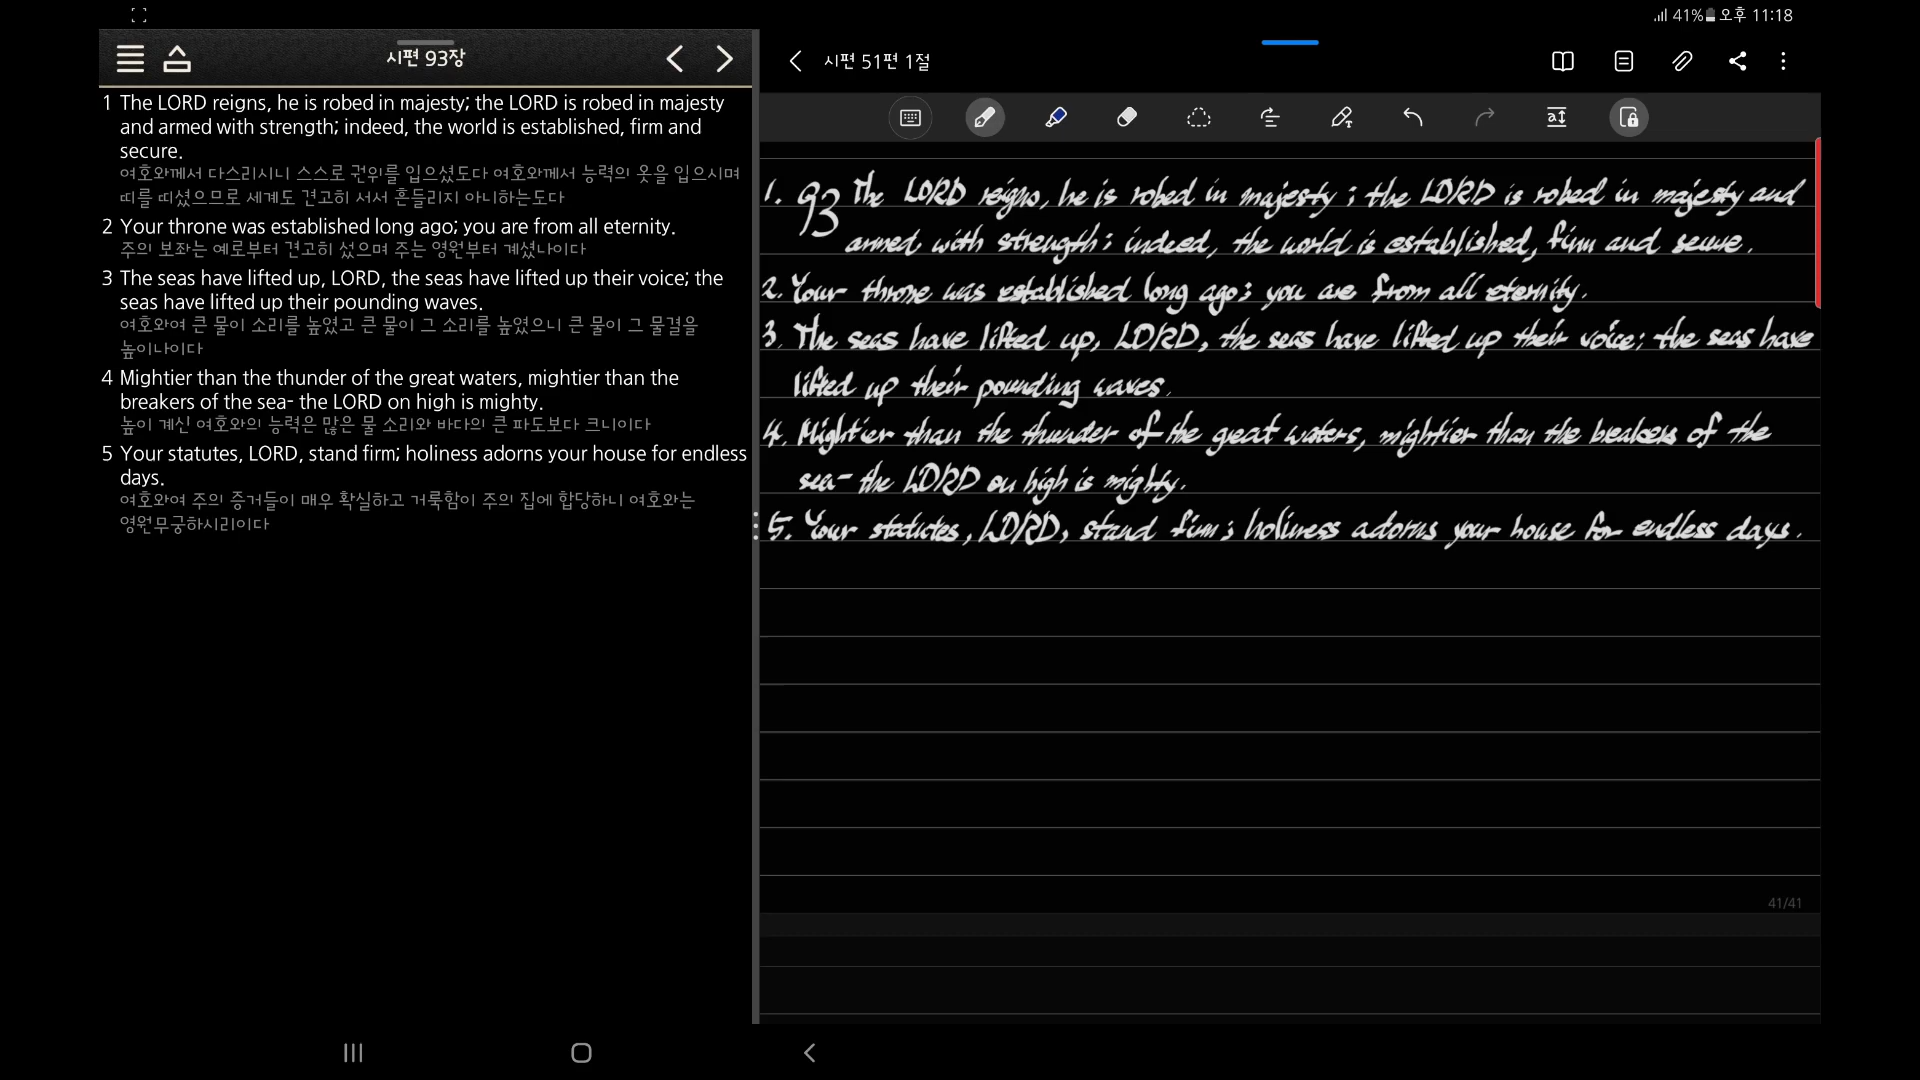 41% 오후 11:18
시편 93장
1 The LORD reigns, he is robed in majesty; the LORD is robed in majesty
and armed with strength; indeed, the world is established, firm and
secure.
여호와께서 다스리시니 스스로 권위를 입으셨도다 여호와께서 능력의 옷을 입으시며
띠를 띠셨으므로 세계도 견고히 서서 흔들리지 아니하는도다
2 Your throne was established long ago; you are from all eternity.
주의 보좌는 예로부터 견고히 섰으며 주는 영원부터 계셨나이다
3 The seas have lifted up, LORD, the seas have lifted up their voice; the
seas have lifted up their pounding waves.
여호와여 큰 물이 소리를 높였고 큰 물이 그 소리를 높였으니 큰 물이 그 물결을
높이나이다
4 Mightier than the thunder of the great waters, mightier than the
breakers of the sea- the LORD on high is mighty.
높이 계신 여호와의 능력은 많은 물 소리와 바다의 큰 파도보다 크니이다
5 Your statutes, LORD, stand firm; holiness adorns your house for endless
days.
여호와여 주의 증거들이 매우 확실하고 거룩함이 주의 집에 합당하니 여호와는
영원무궁하시리이다
시편 51편 1절
1. 93 The LORD reigns, he is robed in majesty ; the LORD is robed in majesty and
armed with strength; indeed, the world is established, firm and secure.
2. Your throne was established long ago; you are from all eternity.
3. The seas have lifted up, LORD, the seas have lifted up their voice; the seas have
lifted up their pounding waves.
4. Mightier than the thunder of the great waters, mightier than the breakers of the
sea- the LORD on high is mighty.
5. Your statutes, LORD, stand firm; holiness adorns your house for endless days.
41/41